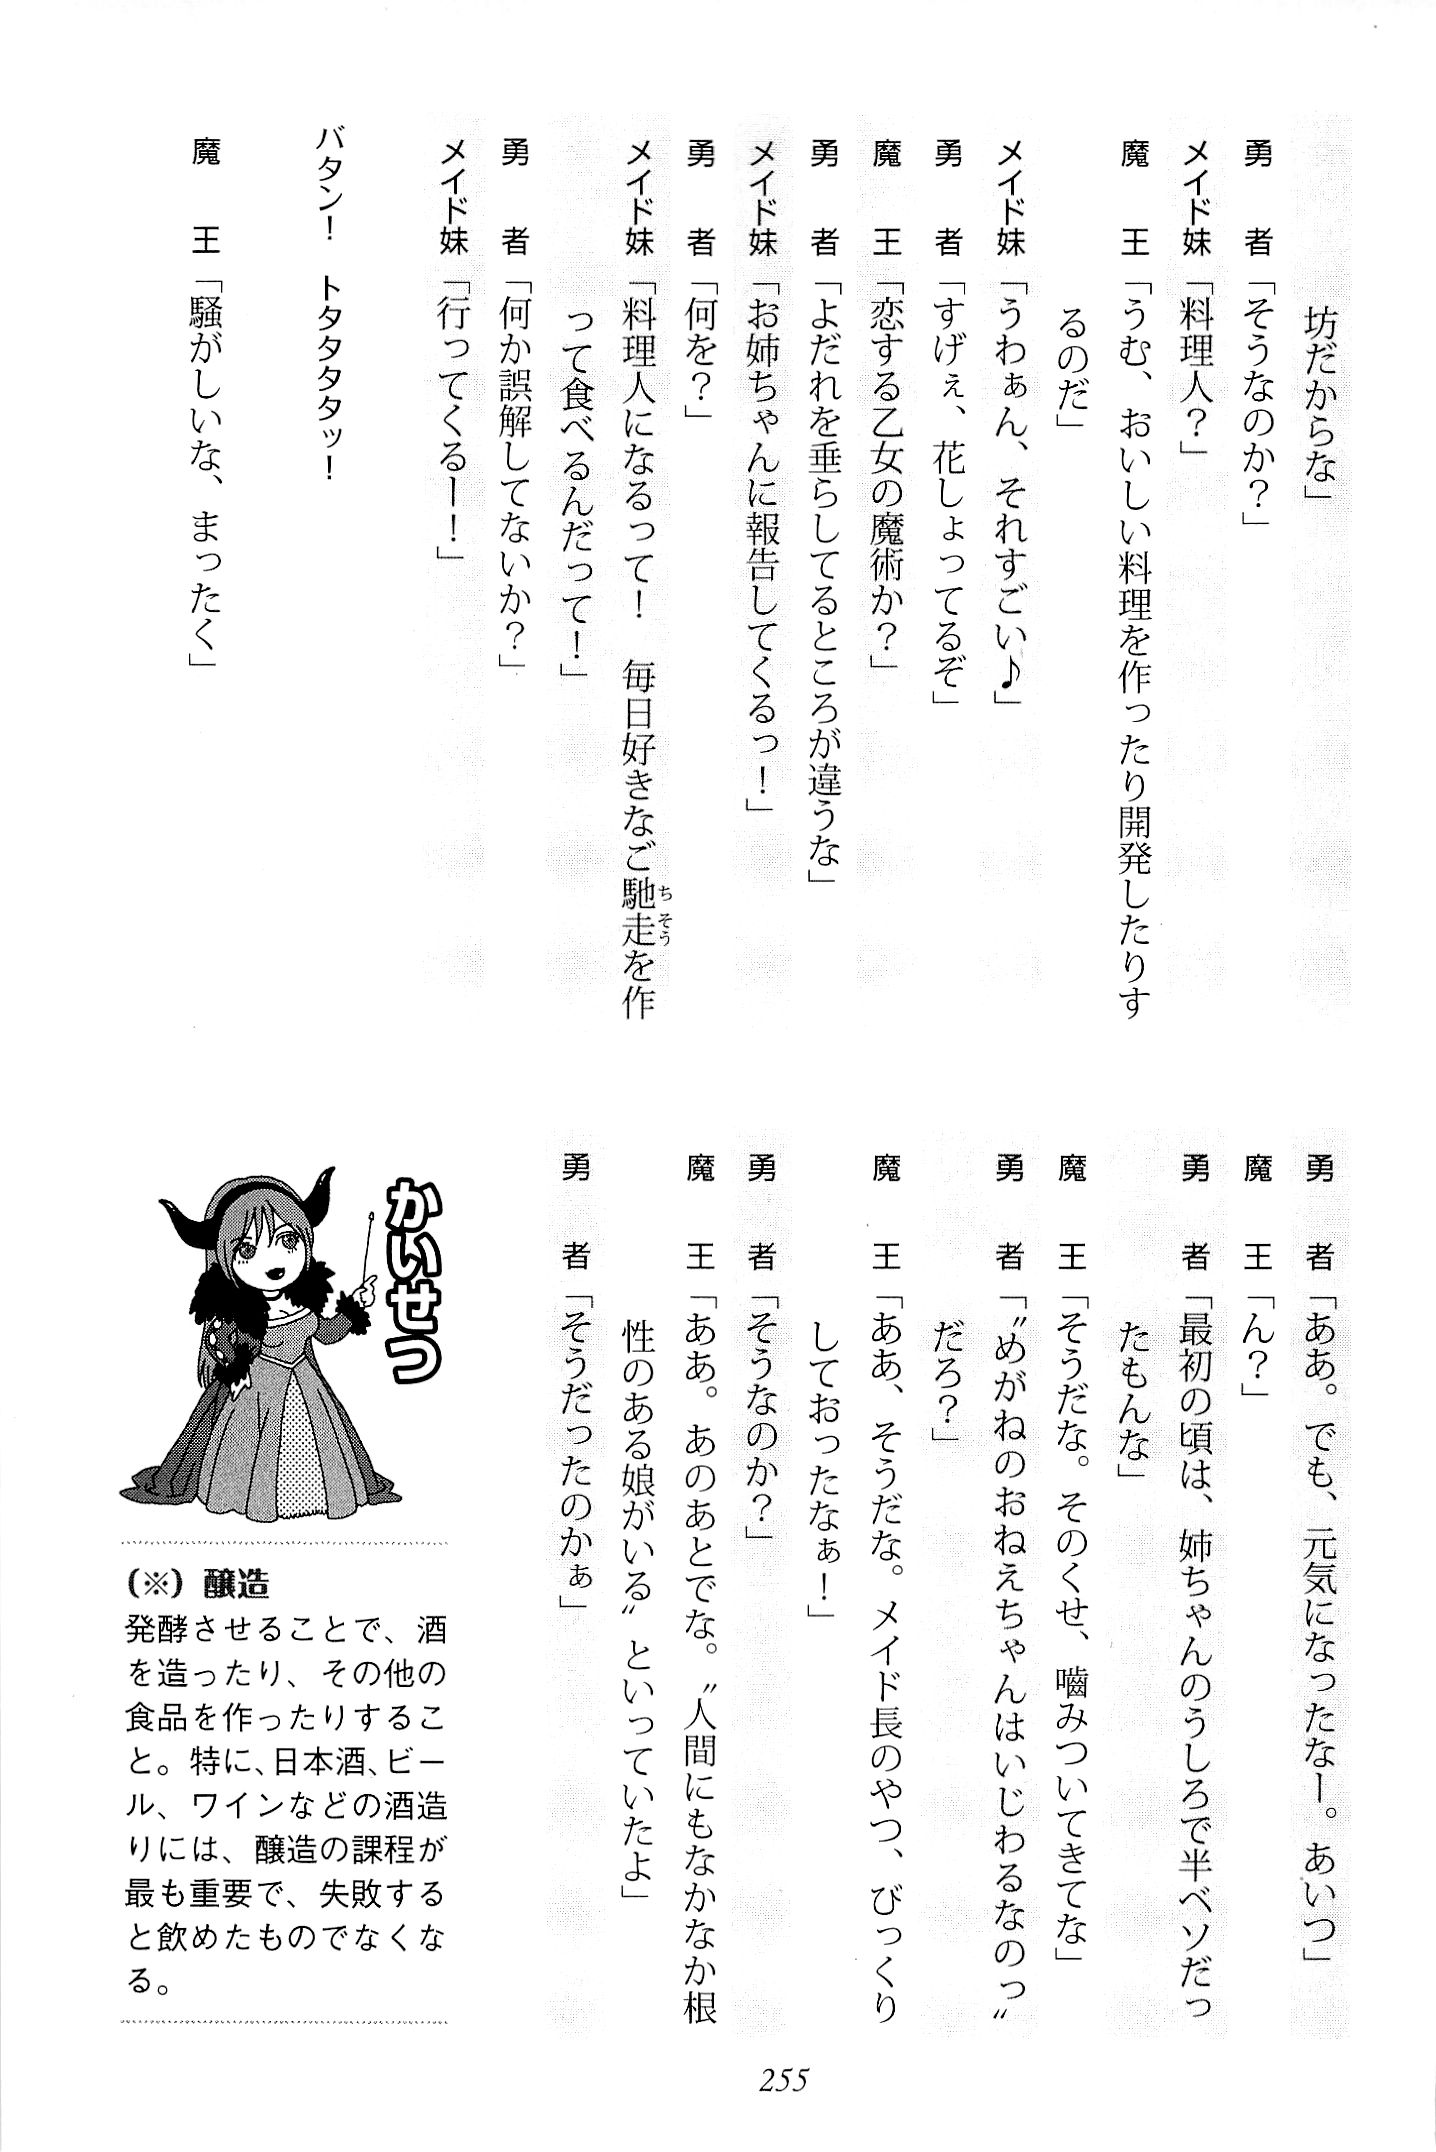 坊だからな」
勇　者「そうなのか？」
メイド妹「料理人？」
魔　王「うむ、おいしい料理を作ったり開発したりす
るのだ」
メイド妹「うわぁん、それすごい♪」
勇　者「すげぇ、花しょってるぞ」
魔　王「恋する乙女の魔術か？」
勇　者「よだれを垂らしてるところが違うな」
メイド妹「お姉ちゃんに報告してくるっ！」
勇　者「何を？」
メイド妹「料理人になるって！　毎日好きなご馳走を作
ちそう
って食べるんだって！」
勇　者「何か誤解してないか？」
メイド妹「行ってくるー！」
バタン！　トタタタタッ！
魔　王「騒がしいな、まったく」
勇　者「ああ。でも、元気になったなー。あいつ」
魔　王「ん？」
勇　者「最初の頃は、姉ちゃんのうしろで半ベソだっ
たもんな」
魔　王「そうだな。そのくせ、嚙みついてきてな」
勇　者「〝めがねのおねえちゃんはいじわるなのっ〟
だろ？」
魔　王「ああ、そうだな。メイド長のやつ、びっくり
しておったなぁ！」
勇　者「そうなのか？」
魔　王「ああ。あのあとでな。〝人間にもなかなか根
性のある娘がいる〟といっていたよ」
勇　者「そうだったのかぁ」
かいせつ
（※）醸造
発酵させることで、酒
を造ったり、その他の
食品を作ったりするこ
と。特に、日本酒、ビー
ル、ワインなどの酒造
りには、醸造の課程が
最も重要で、失敗する
と飲めたものでなくな
る。
255